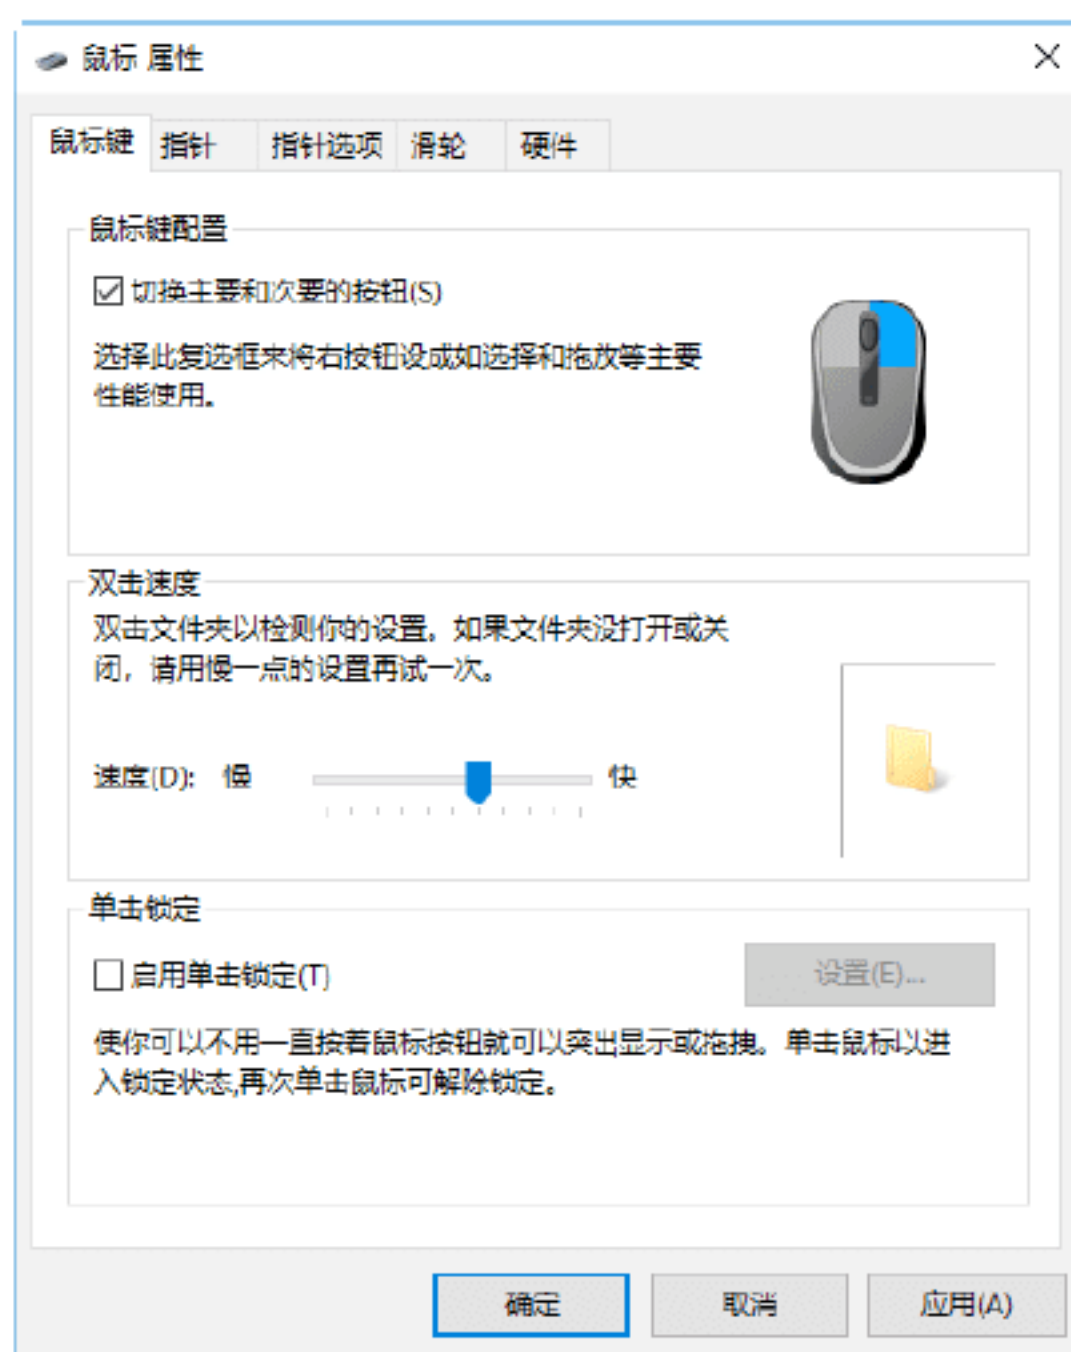 鼠标 属性
鼠标键 指针 指针选项 滑轮 硬件
鼠标键配置
切换主要和次要的按钮(S)
选择此复选框来将右按钮设成如选择和拖放等主要
性能使用。
双击速度
双击文件夹以检测你的设置。如果文件夹没打开或关
闭，请用慢一点的设置再试一次。
速度(D): 慢 快
单击锁定
启用单击锁定(T)
设置(E)...
使你可以不用一直按着鼠标按钮就可以突出显示或拖拽。单击鼠标以进
入锁定状态,再次单击鼠标可解除锁定。
确定 取消 应用(A)